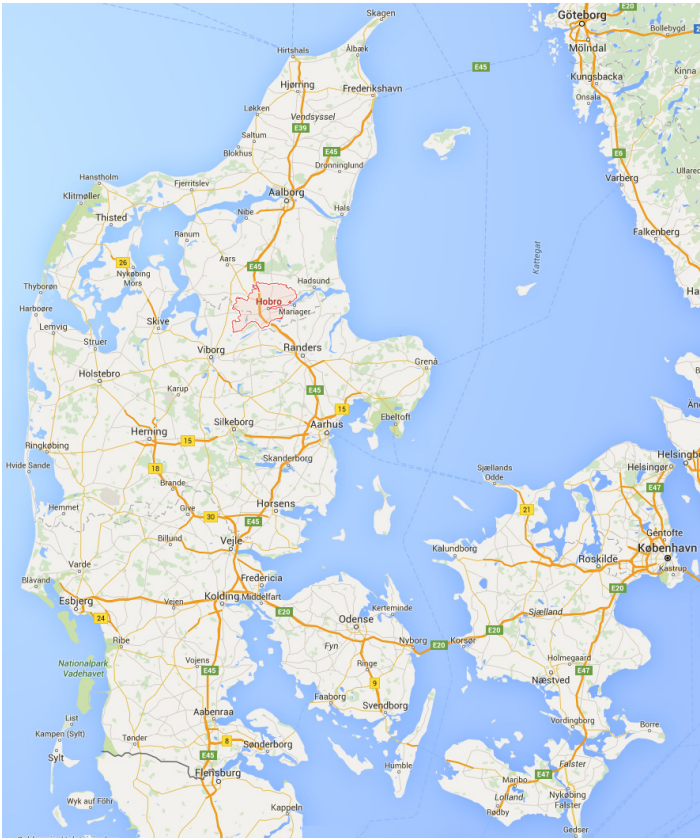 Skagen
Göteborg
E20
Bollebygd
Mölndal
Hirtshals
Ålbæk
E45
Kungsbacka
Kinna
Hjørring
Frederikshavn
Onsala
Løkken
Vendsyssel
E39
Saltum
E6
Blokhus
E45
Dronninglund
Ullared
Hanstholm
Fjerritslev
Varberg
Klitmøller
Aalborg
Thisted
Nibe
Hals
Ranum
Falkenberg
Aars
Kattegat
26
E45
Nykøbing
Mors
Hadsund
Thyborøn
Hobro
Ha
Harboøre
Mariager
Lemvig
Skive
Struer
Viborg
Randers
Grenå
Holstebro
Karup
E45
15
Ebeltoft
Silkeborg
Aarhus
Herning
15
Ringkøbing
Helsingb
Skanderborg
Hvide Sande
18
Sjællands
Odde
Helsingør
Brande
E47
Hemmet
Give
Horsens
21
30
E45
Gentofte
Billund
Vejle
Kalundborg
København
Varde
Roskilde
Kastrup
Blåvand
Fredericia
E20
Esbjerg
Vejen
Kolding
Middelfart
Kerteminde
24
E20
Sjælland
Odense
E20
Ribe
Nyborg
E20
Korsør
Fyn
Nationalpark
Vadehavet
Vojens
Ringe
Holmegaard
E45
9
Næstved
E47
Faaborg
Svendborg
List
Aabenraa
Vordingborg
Borre
Kampen (Sylt)
Tønder
8
Sønderborg
Sylt
E45
Humble
Falster
Flensburg
Maribo
E47
Lolland
Nykøbing
Falster
Wyk auf Föhr
Kappeln
Rødby
Gedser